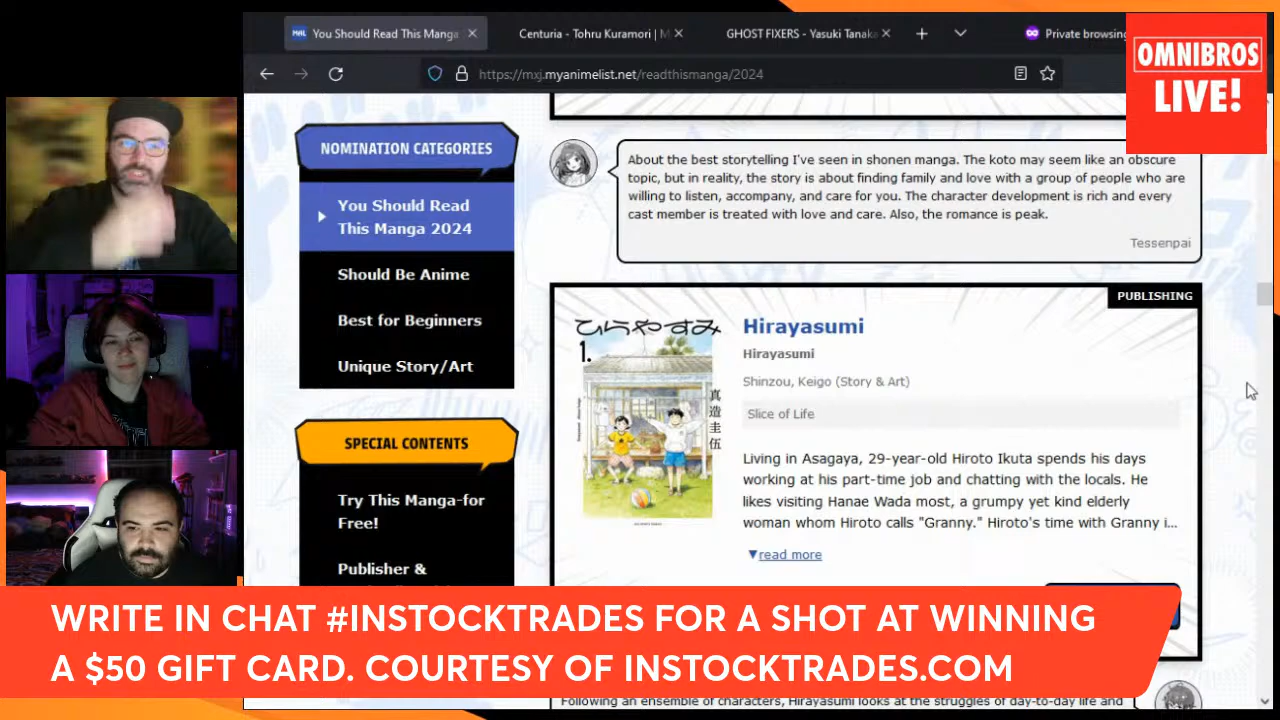 You Should Read This Manga
Centuria - Tohru Kuramori | M
GHOST FIXERS - Yasuki Tanaka
Private browsing
https://mxj.myanimelist.net/readthismanga/2024
OMNIBROS
LIVE!
NOMINATION CATEGORIES
You Should Read
This Manga 2024
Should Be Anime
Best for Beginners
Unique Story/Art
SPECIAL CONTENTS
Try This Manga-for
Free!
Publisher &
About the best storytelling I've seen in shonen manga. The koto may seem like an obscure
topic, but in reality, the story is about finding family and love with a group of people who are
willing to listen, accompany, and care for you. The character development is rich and every
cast member is treated with love and care. Also, the romance is peak.
Tessenpai
PUBLISHING
ひらやすみ
1.
真造圭伍
Hirayasumi
Hirayasumi
Shinzou, Keigo (Story & Art)
Slice of Life
Living in Asagaya, 29-year-old Hiroto Ikuta spends his days
working at his part-time job and chatting with the locals. He
likes visiting Hanae Wada most, a grumpy yet kind elderly
woman whom Hiroto calls "Granny." Hiroto's time with Granny i...
▼read more
WRITE IN CHAT #INSTOCKTRADES FOR A SHOT AT WINNING
A $50 GIFT CARD. COURTESY OF INSTOCKTRADES.COM
Following an ensemble of characters, Hirayasumi looks at the struggles of day-to-day life and